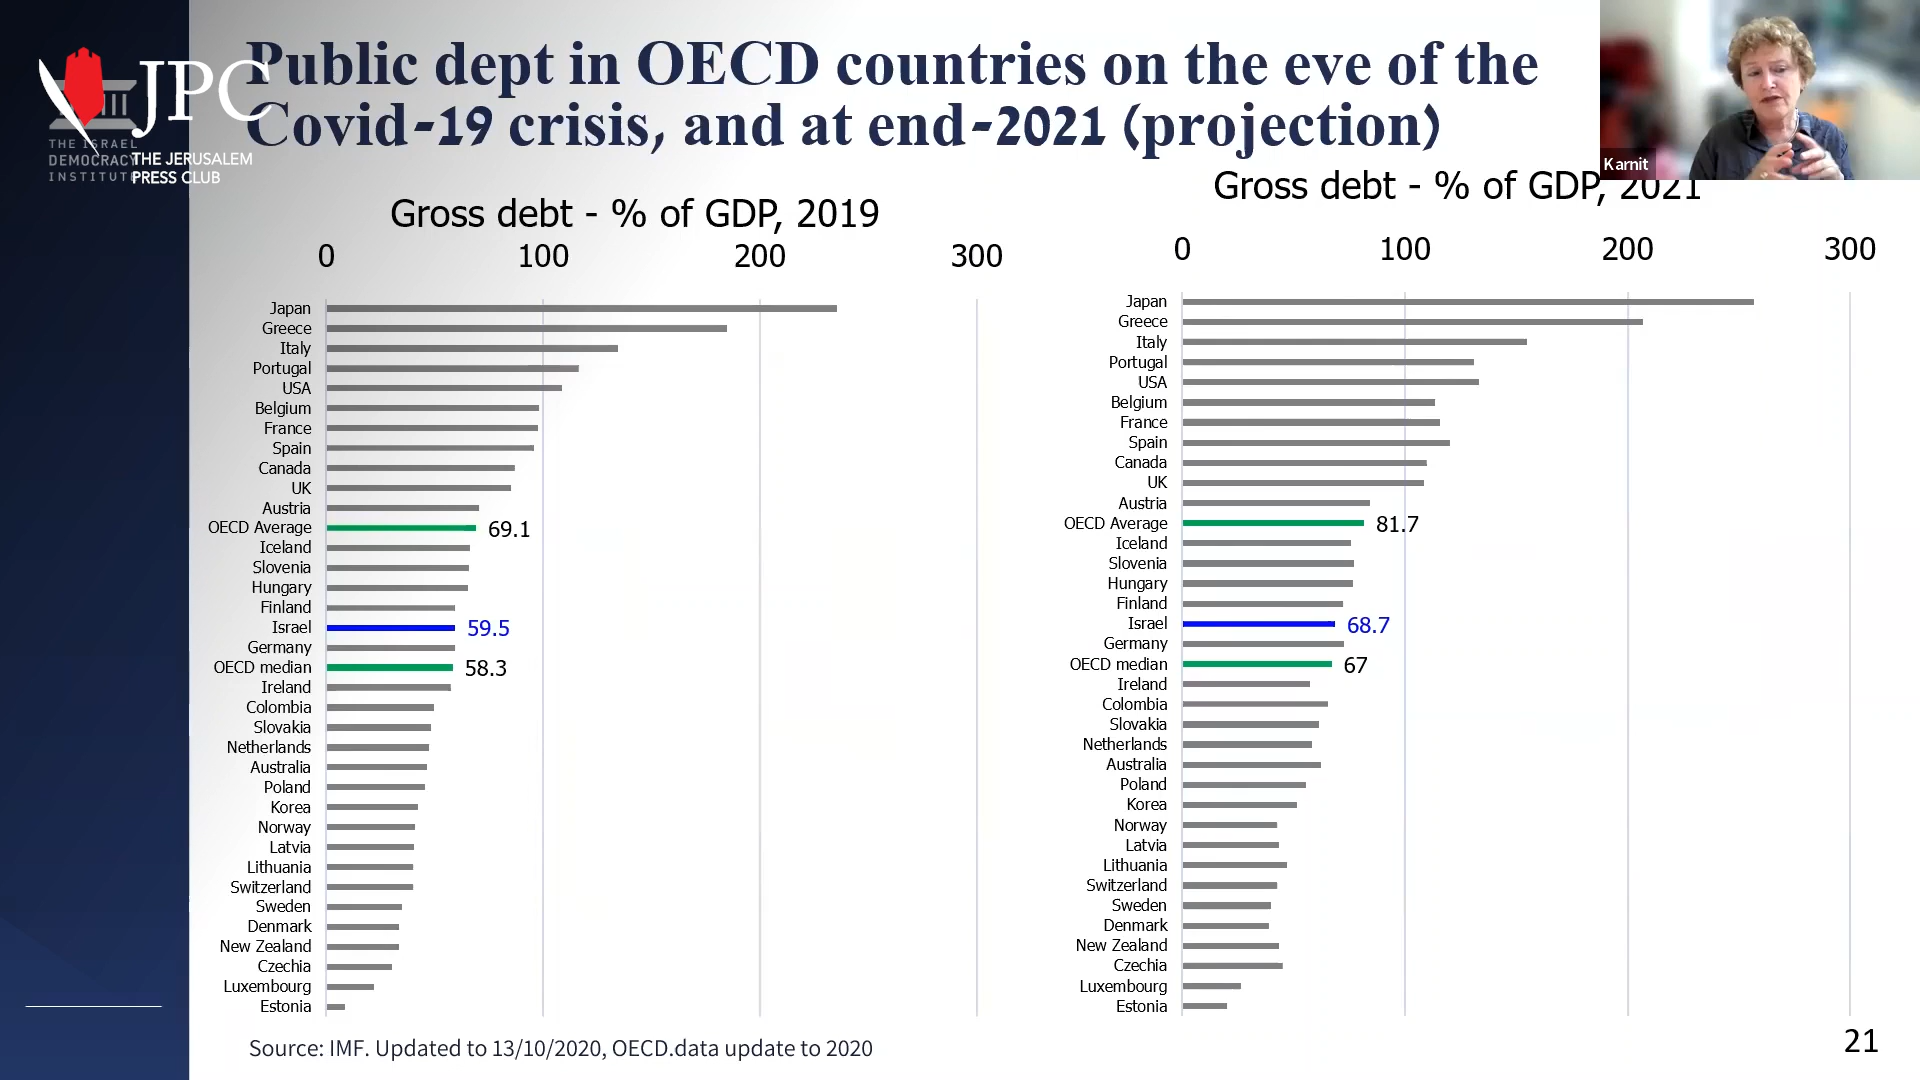 JPC
THE ISRAEL
DEMOCRACY
INSTITUTE
THE JERUSALEM
PRESS CLUB
Public dept in OECD countries on the eve of the
Covid-19 crisis, and at end-2021 (projection)
Karnit
Gross debt - % of GDP, 2019
0 100 200 300
Japan
Greece
Italy
Portugal
USA
Belgium
France
Spain
Canada
UK
Austria
OECD Average 69.1
Iceland
Slovenia
Hungary
Finland
Israel 59.5
Germany
OECD median 58.3
Ireland
Colombia
Slovakia
Netherlands
Australia
Poland
Korea
Norway
Latvia
Lithuania
Switzerland
Sweden
Denmark
New Zealand
Czechia
Luxembourg
Estonia
Gross debt - % of GDP, 2021
0 100 200 300
Japan
Greece
Italy
Portugal
USA
Belgium
France
Spain
Canada
UK
Austria
OECD Average 81.7
Iceland
Slovenia
Hungary
Finland
Israel 68.7
Germany
OECD median 67
Ireland
Colombia
Slovakia
Netherlands
Australia
Poland
Korea
Norway
Latvia
Lithuania
Switzerland
Sweden
Denmark
New Zealand
Czechia
Luxembourg
Estonia
Source: IMF. Updated to 13/10/2020, OECD.data update to 2020
21